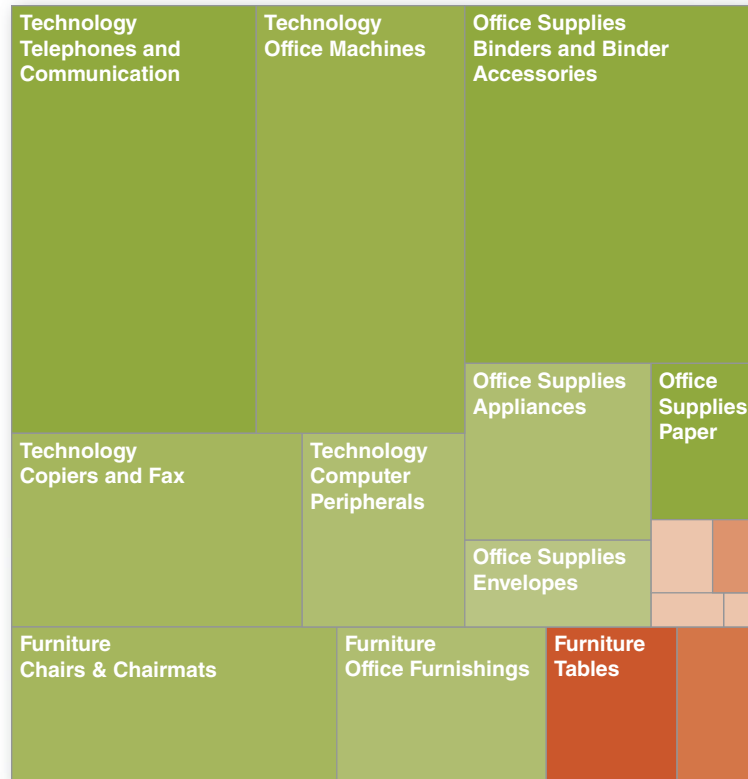 Technology
Telephones and
Communication
Technology
Office Machines
Office Supplies
Binders and Binder
Accessories
Office Supplies
Appliances
Office
Supplies
Paper
Technology
Copiers and Fax
Technology
Computer
Peripherals
Office Supplies
Envelopes
Furniture
Chairs & Chairmats
Furniture
Office Furnishings
Furniture
Tables